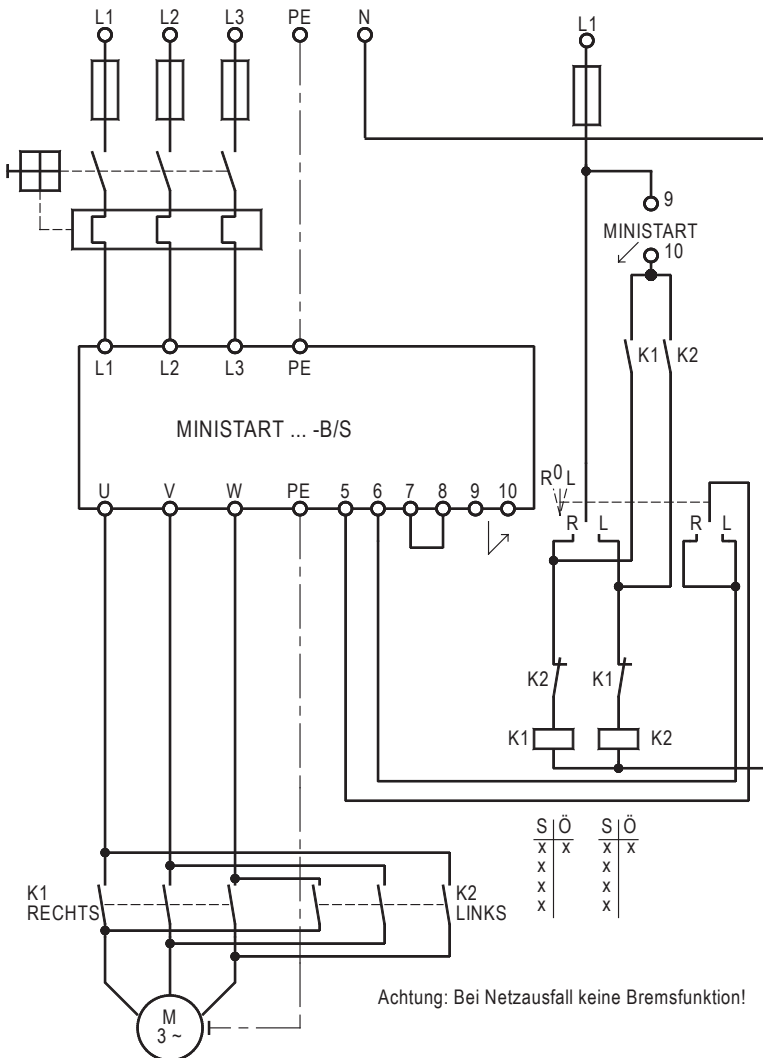 L1 L2 L3 PE N L1
9
MINISTART
10
K1 K2
L1 L2 L3 PE
MINISTART ... -B/S
U V W PE 5 6 7 8 9 10
R 0 L
R L R L
K2 K1
K1 K2
S Ö S Ö
x x x x
x x
x x
x x
K1
RECHTS
K2
LINKS
M
3 ~
Achtung: Bei Netzausfall keine Bremsfunktion!